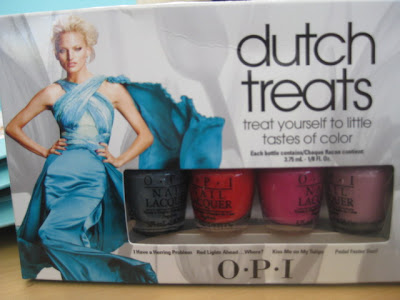 dutch
treats
treat yourself to little
tastes of color
Each bottle contains/Chaque flacon contient
3.75 mL - 1/8 Fl. Oz.
O·P·I O·P·I O·P·I O·P·I
NAIL NAIL NAIL NAIL
LACQUER LACQUER LACQUER LACQUER
I Have a Herring Problem Red Lights Ahead... Where? Kiss Me on My Tulips Pedal Faster Suzi!
O·P·I